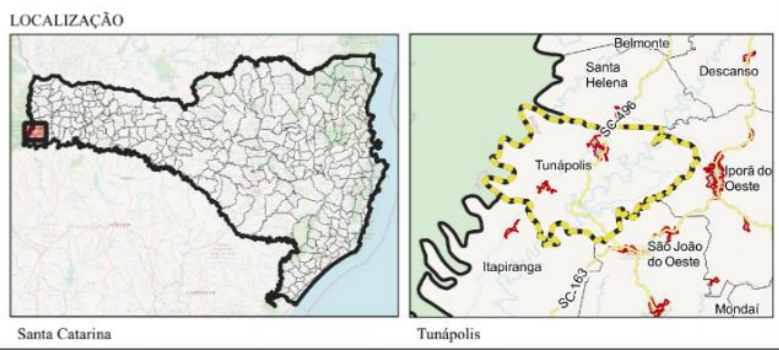 LOCALIZAÇÃO
Belmonte
Santa
Helena
Descanso
SC-496
Tunápolis
Iporã do
Oeste
São João
do Oeste
Itapiranga
SC-163
Mondaí
Santa Catarina
Tunápolis